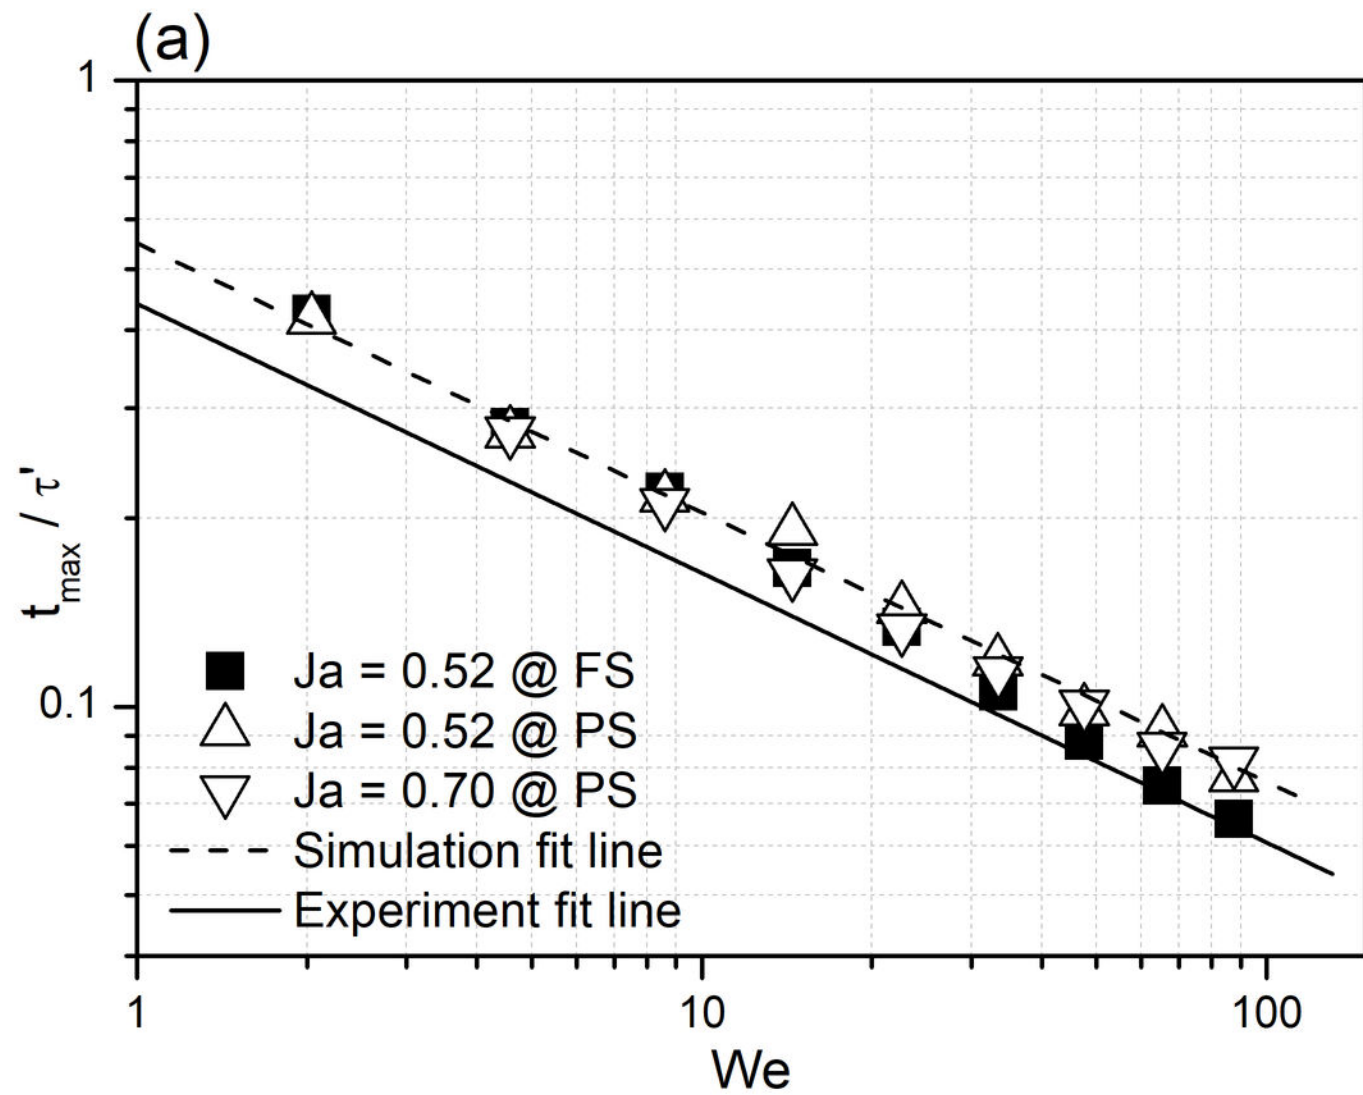 (a)
1
0.1
t_max / τ'
Ja = 0.52 @ FS
Ja = 0.52 @ PS
Ja = 0.70 @ PS
Simulation fit line
Experiment fit line
1 10 100
We